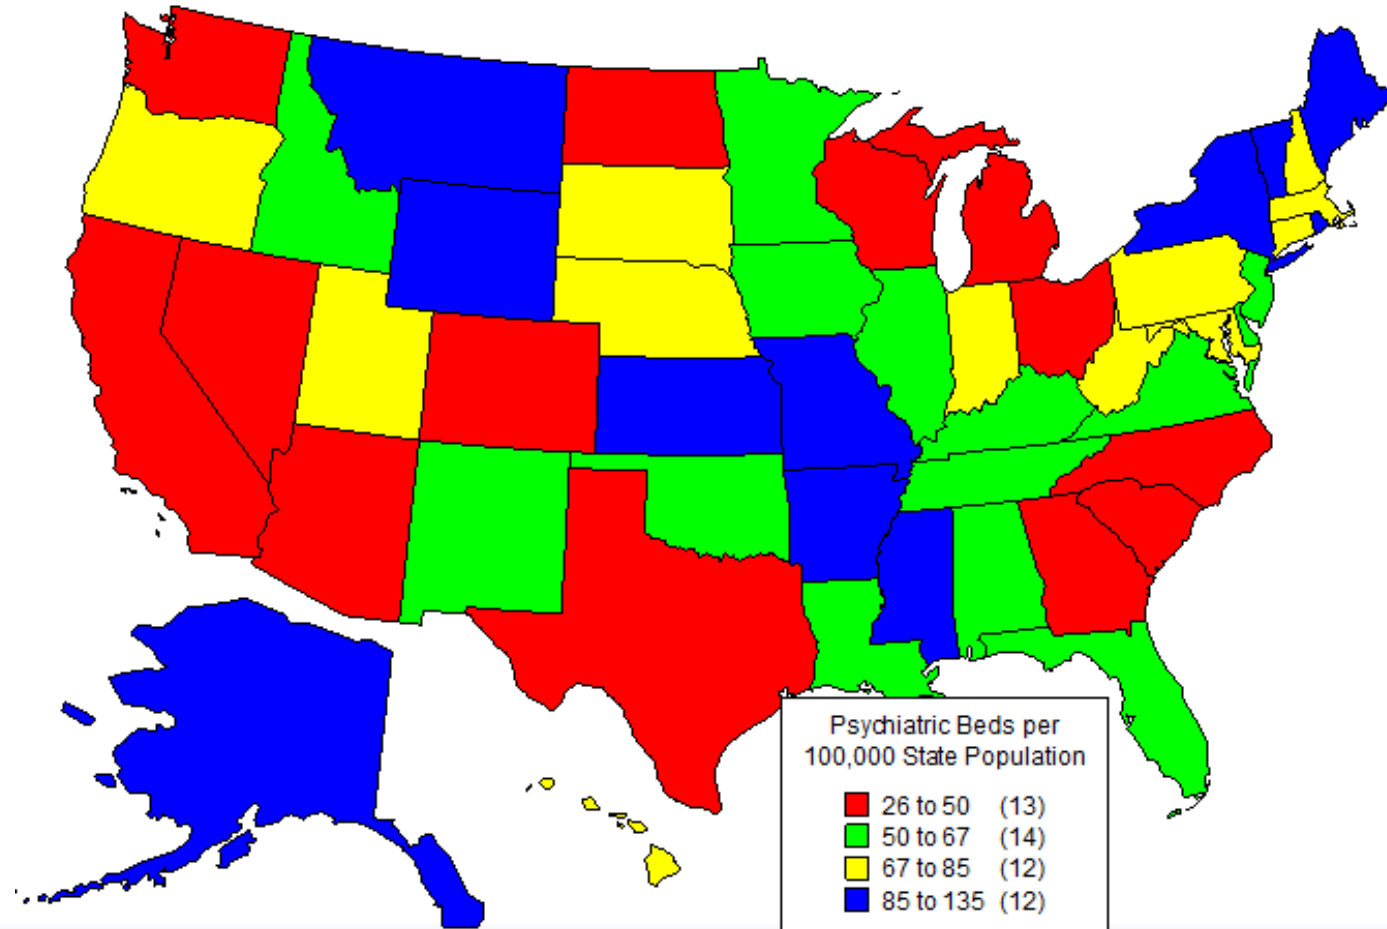 Psychiatric Beds per
100,000 State Population
26 to 50 (13)
50 to 67 (14)
67 to 85 (12)
85 to 135 (12)